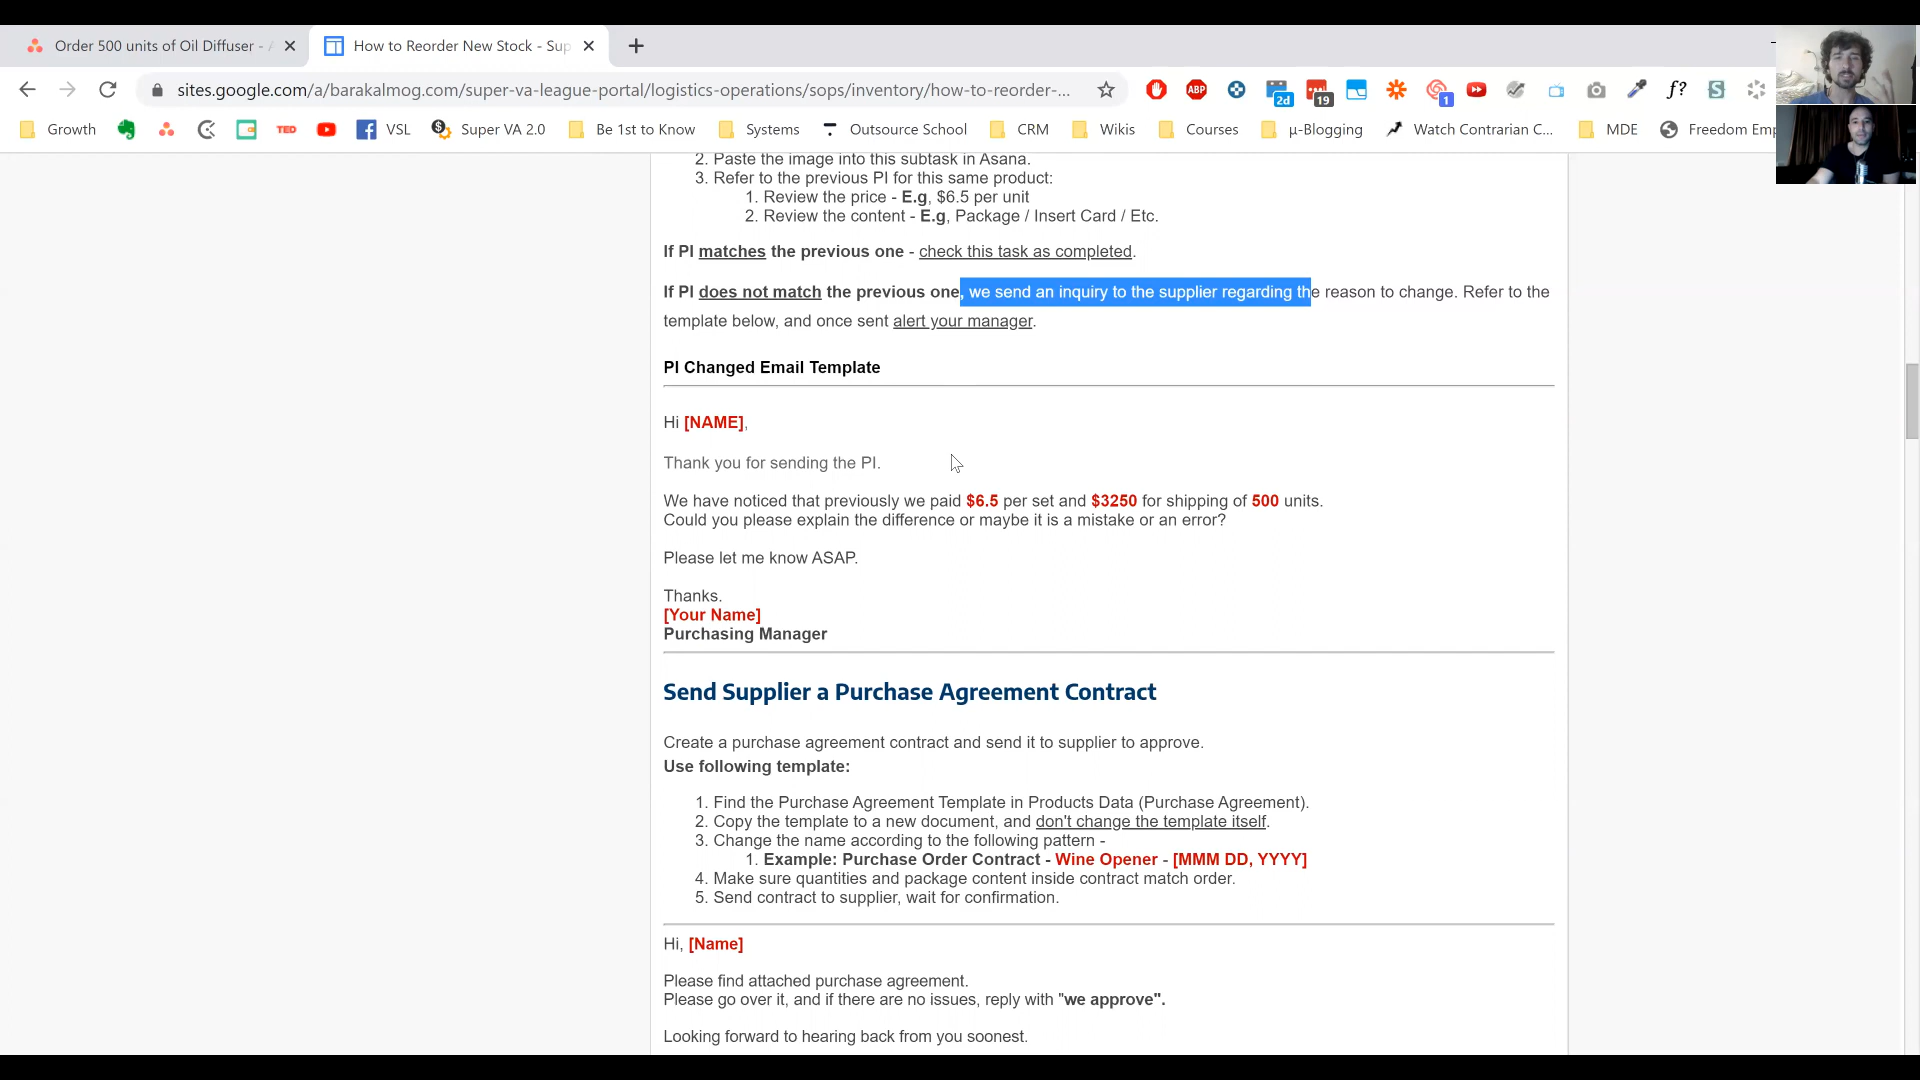 Order 500 units of Oil Diffuser -
How to Reorder New Stock - Sup
sites.google.com/a/barakalmog.com/super-va-league-portal/logistics-operations/sops/inventory/how-to-reorder-...
ABP
2d
19
1
f?
S
Growth
TED
VSL
Super VA 2.0
Be 1st to Know
Systems
Outsource School
CRM
Wikis
Courses
µ-Blogging
Watch Contrarian C...
MDE
Freedom Emp
2. Paste the image into this subtask in Asana.
3. Refer to the previous PI for this same product:
1. Review the price - E.g, $6.5 per unit
2. Review the content - E.g, Package / Insert Card / Etc.
If PI matches the previous one - check this task as completed.
If PI does not match the previous one, we send an inquiry to the supplier regarding the reason to change. Refer to the
template below, and once sent alert your manager.
PI Changed Email Template
Hi [NAME],
Thank you for sending the PI.
We have noticed that previously we paid $6.5 per set and $3250 for shipping of 500 units.
Could you please explain the difference or maybe it is a mistake or an error?
Please let me know ASAP.
Thanks.
[Your Name]
Purchasing Manager
Send Supplier a Purchase Agreement Contract
Create a purchase agreement contract and send it to supplier to approve.
Use following template:
1. Find the Purchase Agreement Template in Products Data (Purchase Agreement).
2. Copy the template to a new document, and don't change the template itself.
3. Change the name according to the following pattern -
1. Example: Purchase Order Contract - Wine Opener - [MMM DD, YYYY]
4. Make sure quantities and package content inside contract match order.
5. Send contract to supplier, wait for confirmation.
Hi, [Name]
Please find attached purchase agreement.
Please go over it, and if there are no issues, reply with "we approve".
Looking forward to hearing back from you soonest.